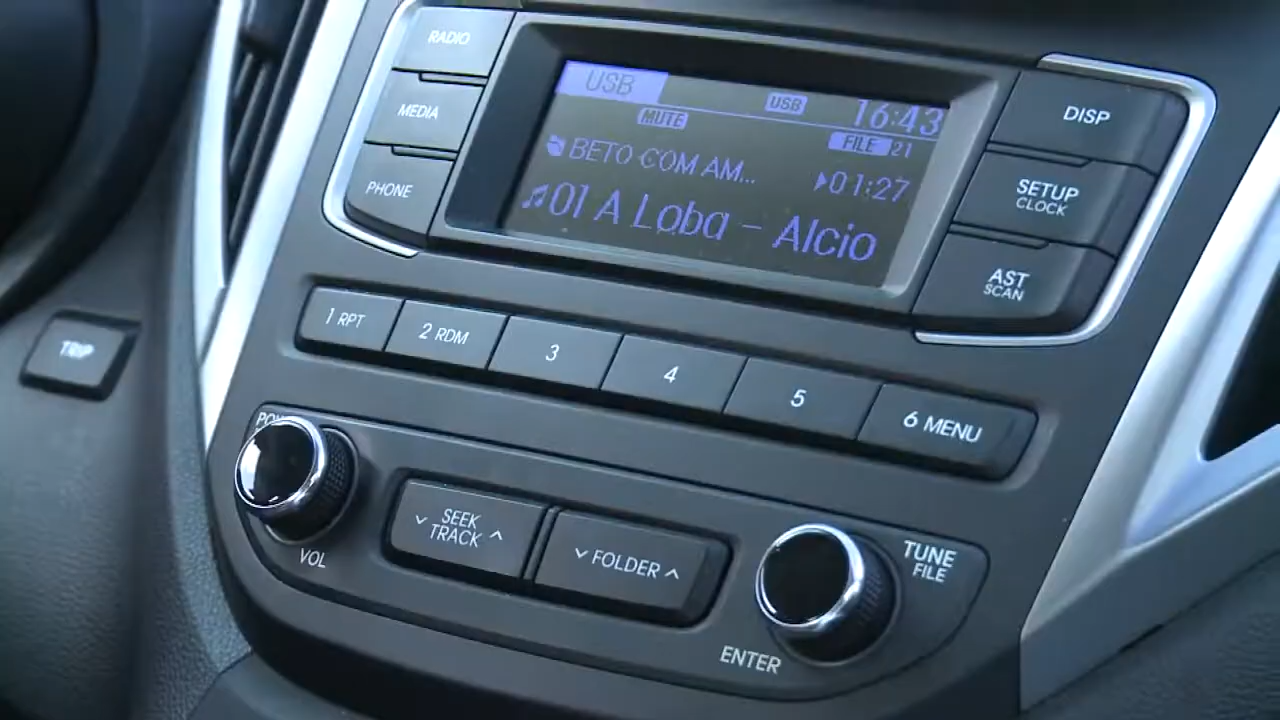 RADIO
MEDIA
PHONE
USB
USB
16:43
MUTE
FILE 21
BETO COM AM...
01:27
01 A Loba - Alcio
DISP
SETUP
CLOCK
AST
SCAN
TRIP
1 RPT
2 RDM
3
4
5
6 MENU
VOL
SEEK
TRACK
FOLDER
TUNE
FILE
ENTER